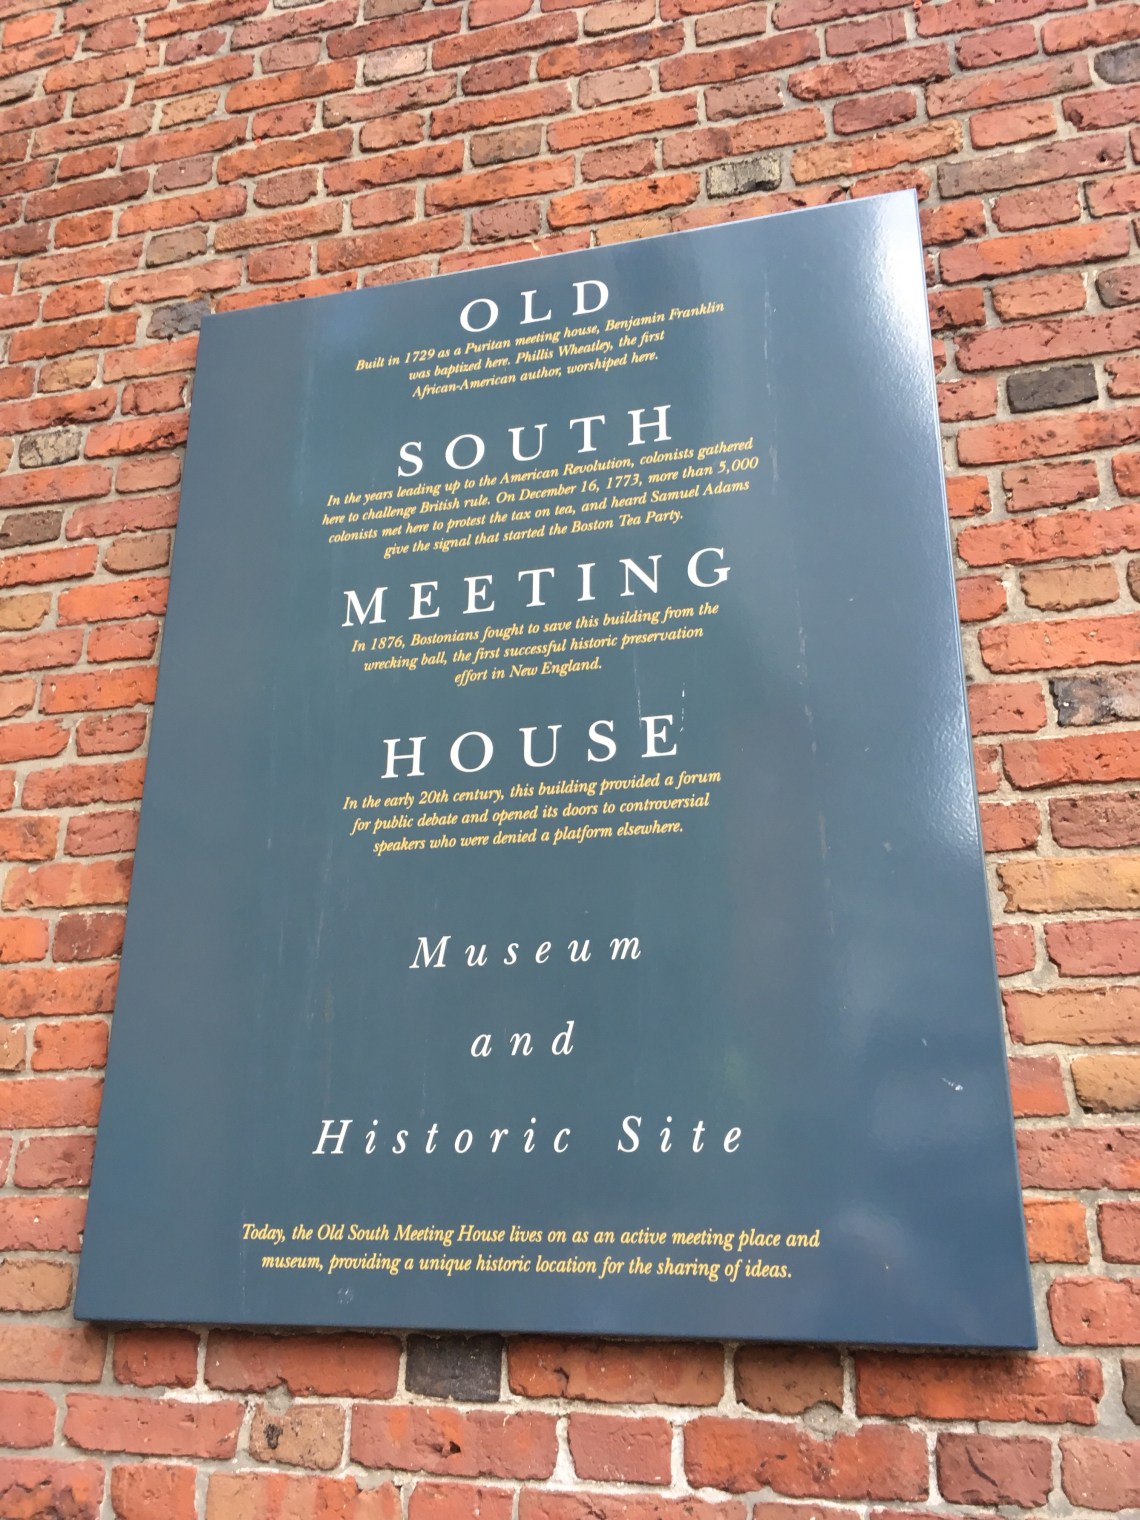 OLD
Built in 1729 as a Puritan meeting house, Benjamin Franklin
was baptized here. Phillis Wheatley, the first
African-American author, worshiped here.
SOUTH
In the years leading up to the American Revolution, colonists gathered
here to challenge British rule. On December 16, 1773, more than 5,000
colonists met here to protest the tax on tea, and heard Samuel Adams
give the signal that started the Boston Tea Party.
MEETING
In 1876, Bostonians fought to save this building from the
wrecking ball, the first successful historic preservation
effort in New England.
HOUSE
In the early 20th century, this building provided a forum
for public debate and opened its doors to controversial
speakers who were denied a platform elsewhere.
Museum
and
Historic Site
Today, the Old South Meeting House lives on as an active meeting place and
museum, providing a unique historic location for the sharing of ideas.